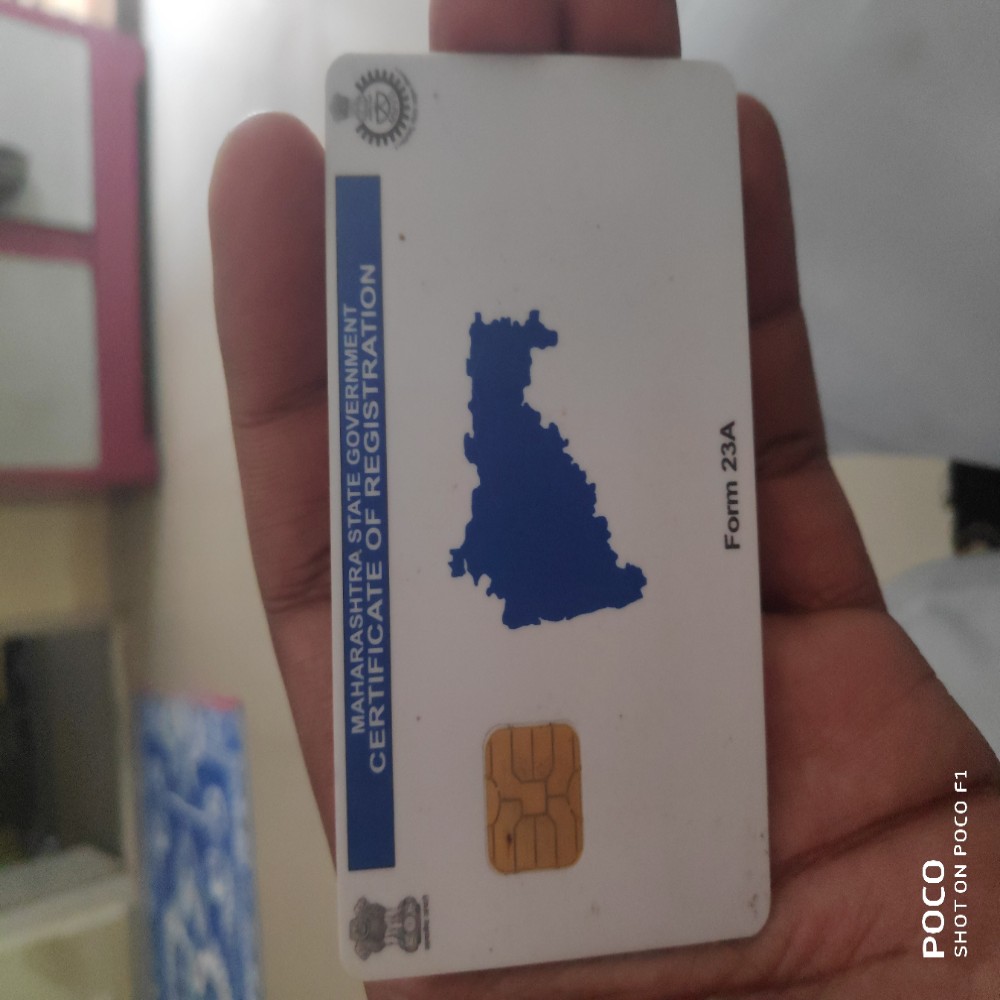 MAHARASHTRA STATE GOVERNMENT
CERTIFICATE OF REGISTRATION
Form 23A
POCO
SHOT ON POCO F1